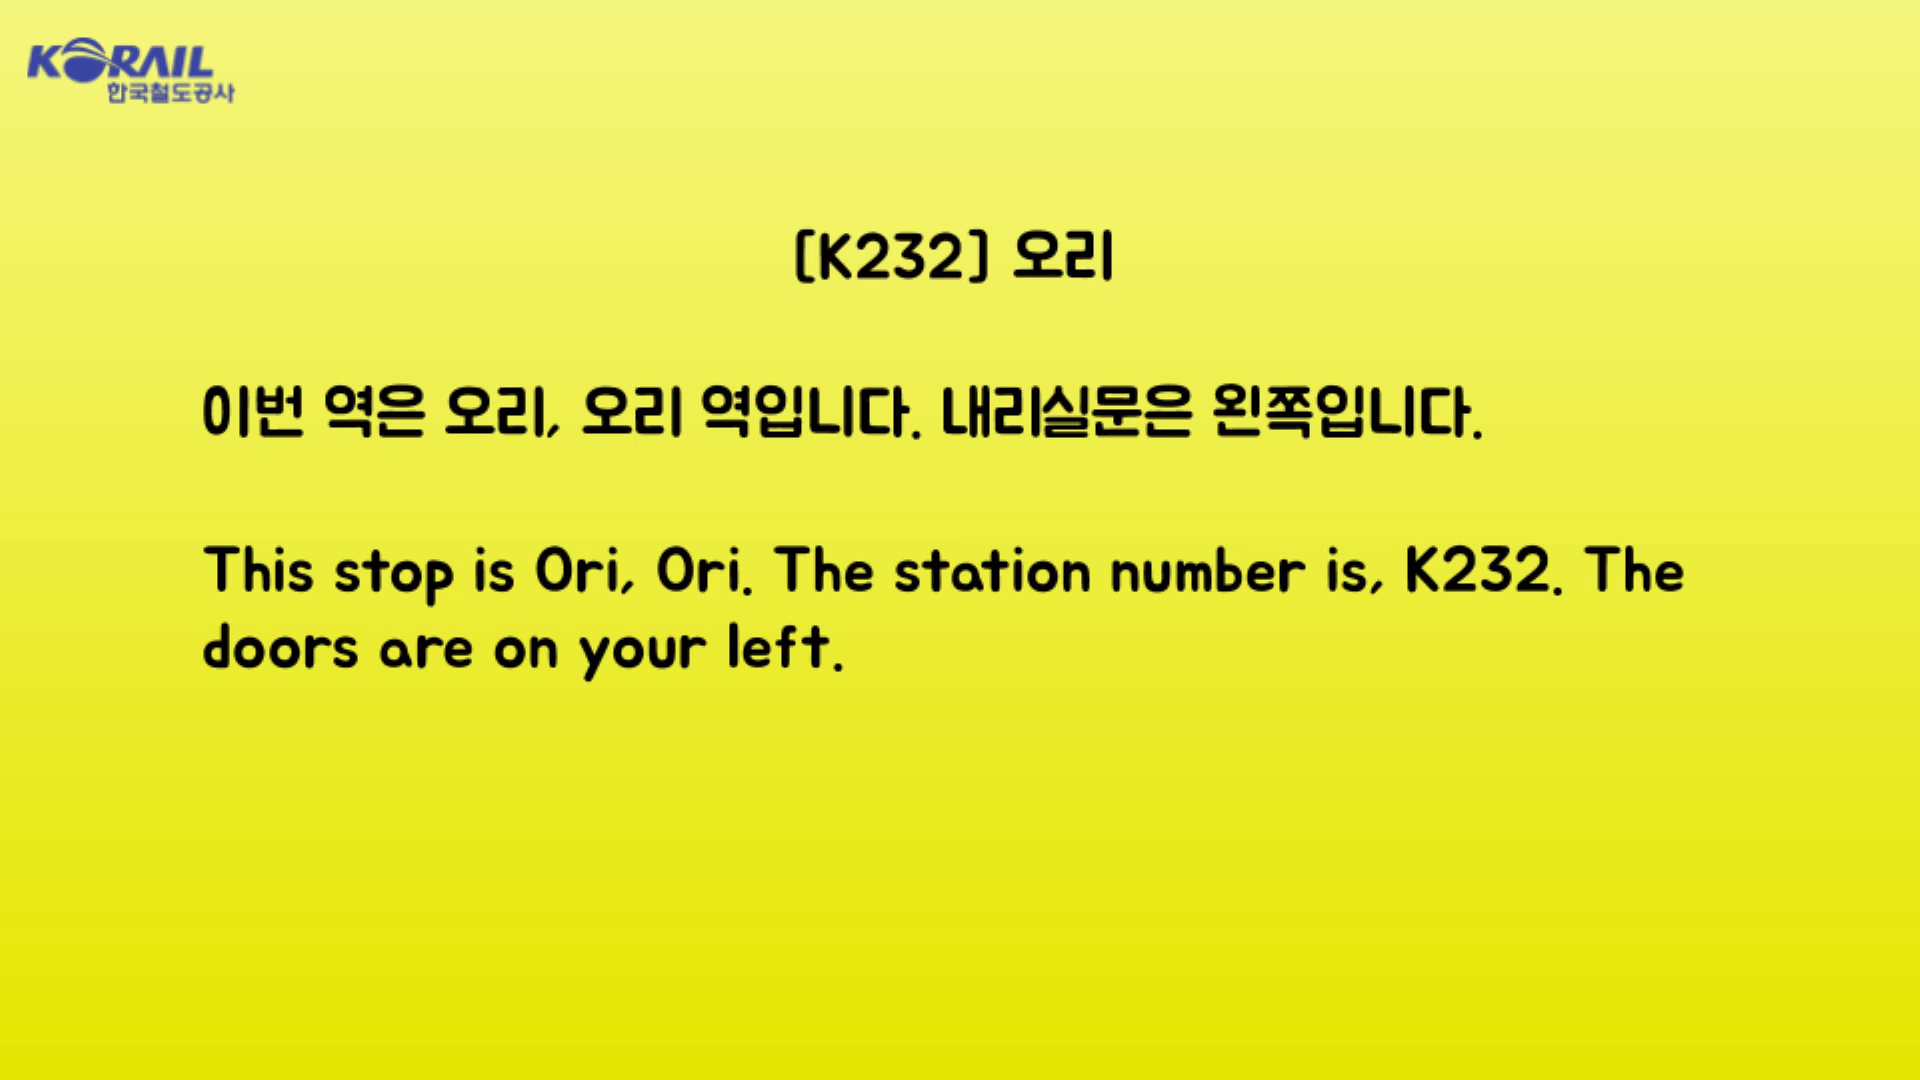 KORAIL
한국철도공사
[K232] 오리
이번 역은 오리, 오리 역입니다. 내리실문은 왼쪽입니다.
This stop is Ori, Ori. The station number is, K232. The
doors are on your left.